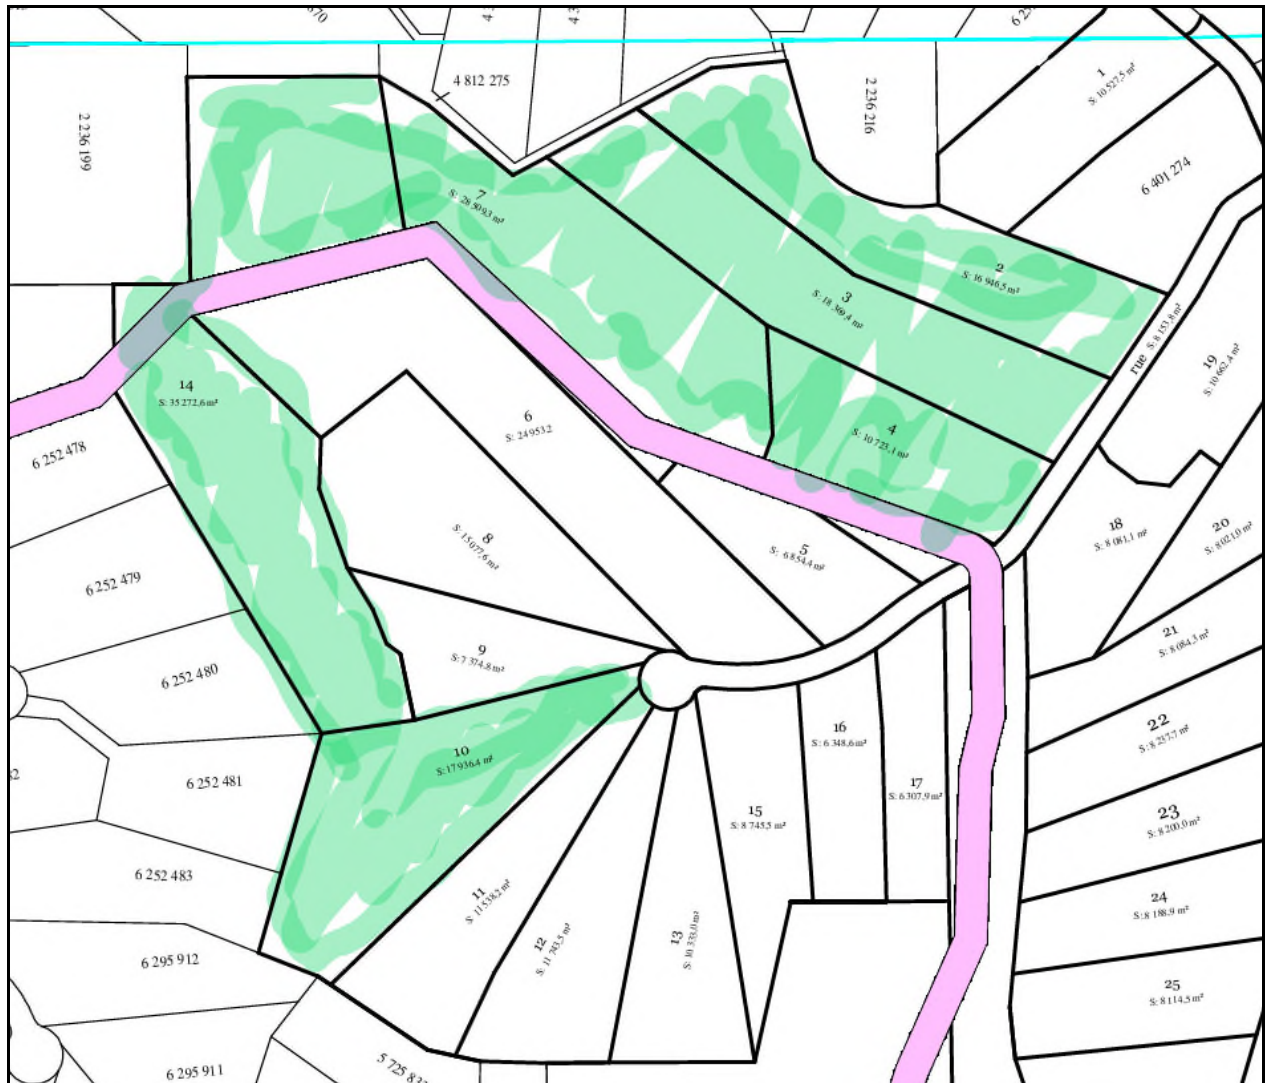 4 812 275
2 236 199
2 236 216
1
S: 10 527,5 m²
6 401 274
7
S: 28 509,3 m²
2
S: 16 946,5 m²
3
S: 18 369,4 m²
rue S: 8 153,8 m²
19
S: 10 662,4 m²
14
S: 35 272,6 m²
6
S: 24 953,2
4
S: 10 723,1 m²
6 252 478
8
S: 15 077,6 m²
5
S: 6 854,4 m²
18
S: 8 081,1 m²
20
S: 8 021,0 m²
6 252 479
21
S: 8 084,3 m²
9
S: 7 374,8 m²
6 252 480
10
S: 17 936,4 m²
16
S: 6 348,6 m²
22
S: 8 237,7 m²
6 252 481
17
S: 6 307,9 m²
15
S: 8 745,5 m²
23
S: 8 200,0 m²
6 252 483
11
S: 11 538,2 m²
24
S: 8 188,9 m²
12
S: 11 743,5 m²
13
S: 10 333,0 m²
6 295 912
25
S: 8 114,5 m²
6 295 911